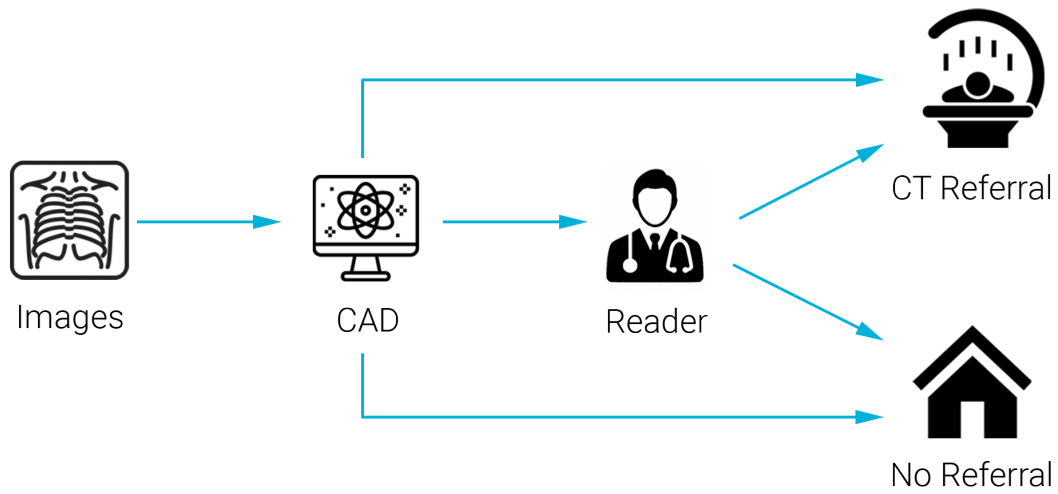 Images
CAD
Reader
CT Referral
No Referral